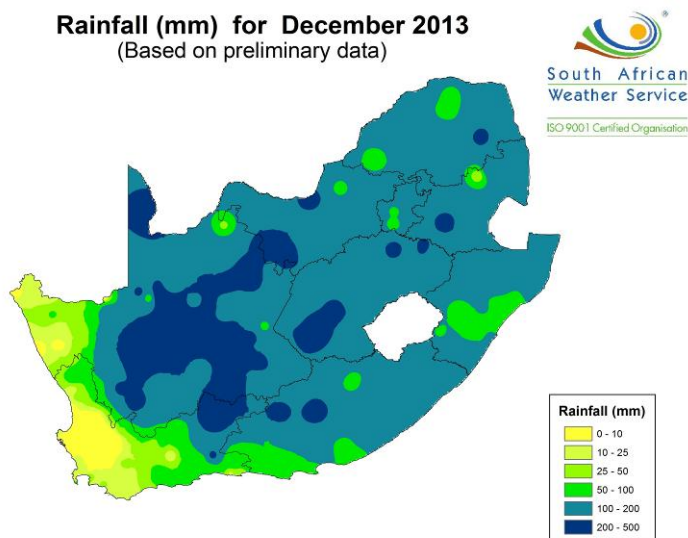 Rainfall (mm) for December 2013
(Based on preliminary data)
South African
Weather Service
ISO 9001 Certified Organisation
Rainfall (mm)
0 - 10
10 - 25
25 - 50
50 - 100
100 - 200
200 - 500